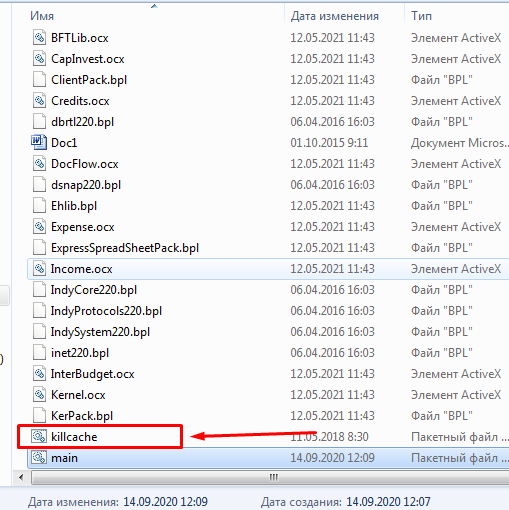 Имя Дата изменения Тип
BFTLib.ocx 12.05.2021 11:43 Элемент ActiveX
CapInvest.ocx 12.05.2021 11:43 Элемент ActiveX
ClientPack.bpl 12.05.2021 11:43 Файл "BPL"
Credits.ocx 12.05.2021 11:43 Элемент ActiveX
dbrtl220.bpl 06.04.2016 16:03 Файл "BPL"
Doc1 01.10.2015 9:11 Документ Micros...
DocFlow.ocx 12.05.2021 11:43 Элемент ActiveX
dsnap220.bpl 06.04.2016 16:03 Файл "BPL"
Ehlib.bpl 12.05.2021 11:43 Файл "BPL"
Expense.ocx 12.05.2021 11:43 Элемент ActiveX
ExpressSpreadSheetPack.bpl 12.05.2021 11:43 Файл "BPL"
Income.ocx 12.05.2021 11:43 Элемент ActiveX
IndyCore220.bpl 06.04.2016 16:03 Файл "BPL"
IndyProtocols220.bpl 06.04.2016 16:03 Файл "BPL"
IndySystem220.bpl 06.04.2016 16:03 Файл "BPL"
inet220.bpl 06.04.2016 16:03 Файл "BPL"
InterBudget.ocx 12.05.2021 11:43 Элемент ActiveX
Kernel.ocx 12.05.2021 11:43 Элемент ActiveX
KerPack.bpl 12.05.2021 11:43 Файл "BPL"
killcache 11.05.2018 8:30 Пакетный файл ...
main 14.09.2020 12:09 Пакетный файл ...
Дата изменения: 14.09.2020 12:09 Дата создания: 14.09.2020 12:07